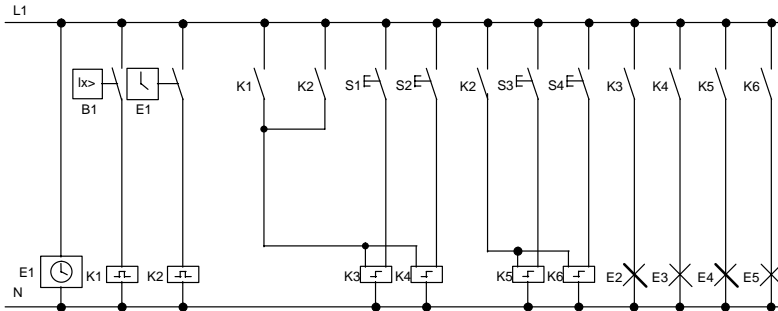 L1
lx> K1 K2 S1 S2 K2 S3 S4 K3 K4 K5 K6
B1 E1
E1 K1 K2 K3 K4 K5 K6 E2 E3 E4 E5
N